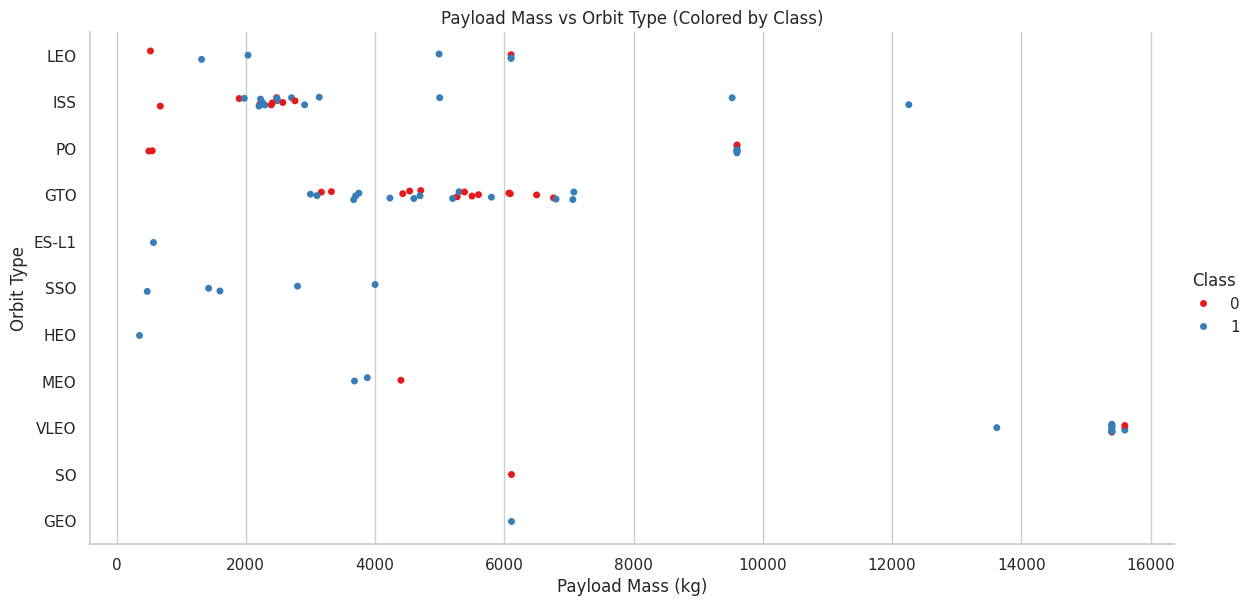 Payload Mass vs Orbit Type (Colored by Class)
LEO
ISS
PO
GTO
ES-L1
SSO
HEO
MEO
VLEO
SO
GEO
Orbit Type
0 2000 4000 6000 8000 10000 12000 14000 16000
Payload Mass (kg)
Class
0
1